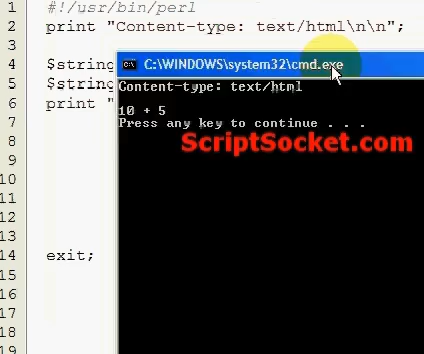 1 #!/usr/bin/perl
2 print "Content-type: text/html\n\n";
3
4 $string
5 $string
6 print "
7
8
9
10
11
12
13
14 exit;
15
16
17
18
19
C:\WINDOWS\system32\cmd.exe
Content-type: text/html
10 + 5
Press any key to continue . . .
ScriptSocket.com